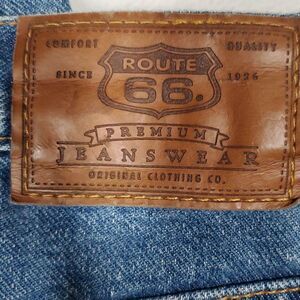 COMFORT QUALITY
ROUTE
SINCE 1926
66.
PREMIUM
JEANSWEAR
ORIGINAL CLOTHING CO.